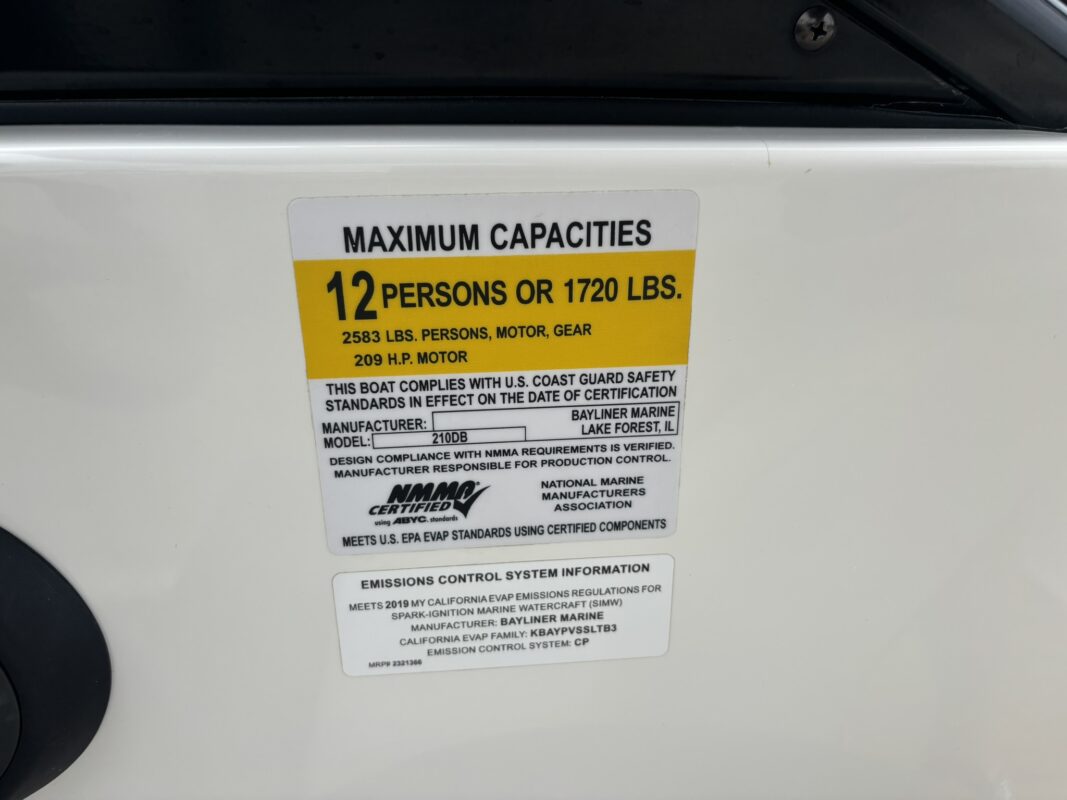 MAXIMUM CAPACITIES
12 PERSONS OR 1720 LBS.
2583 LBS. PERSONS, MOTOR, GEAR
209 H.P. MOTOR
THIS BOAT COMPLIES WITH U.S. COAST GUARD SAFETY
STANDARDS IN EFFECT ON THE DATE OF CERTIFICATION
MANUFACTURER: BAYLINER MARINE
LAKE FOREST, IL
MODEL: 210DB
DESIGN COMPLIANCE WITH NMMA REQUIREMENTS IS VERIFIED.
MANUFACTURER RESPONSIBLE FOR PRODUCTION CONTROL.
NMMA®
CERTIFIED
using ABYC. standards
NATIONAL MARINE
MANUFACTURERS
ASSOCIATION
MEETS U.S. EPA EVAP STANDARDS USING CERTIFIED COMPONENTS
EMISSIONS CONTROL SYSTEM INFORMATION
MEETS 2019 MY CALIFORNIA EVAP EMISSIONS REGULATIONS FOR
SPARK-IGNITION MARINE WATERCRAFT (SIMW)
MANUFACTURER: BAYLINER MARINE
CALIFORNIA EVAP FAMILY: KBAYPVSSLTB3
EMISSION CONTROL SYSTEM: CP
MRP# 2321366